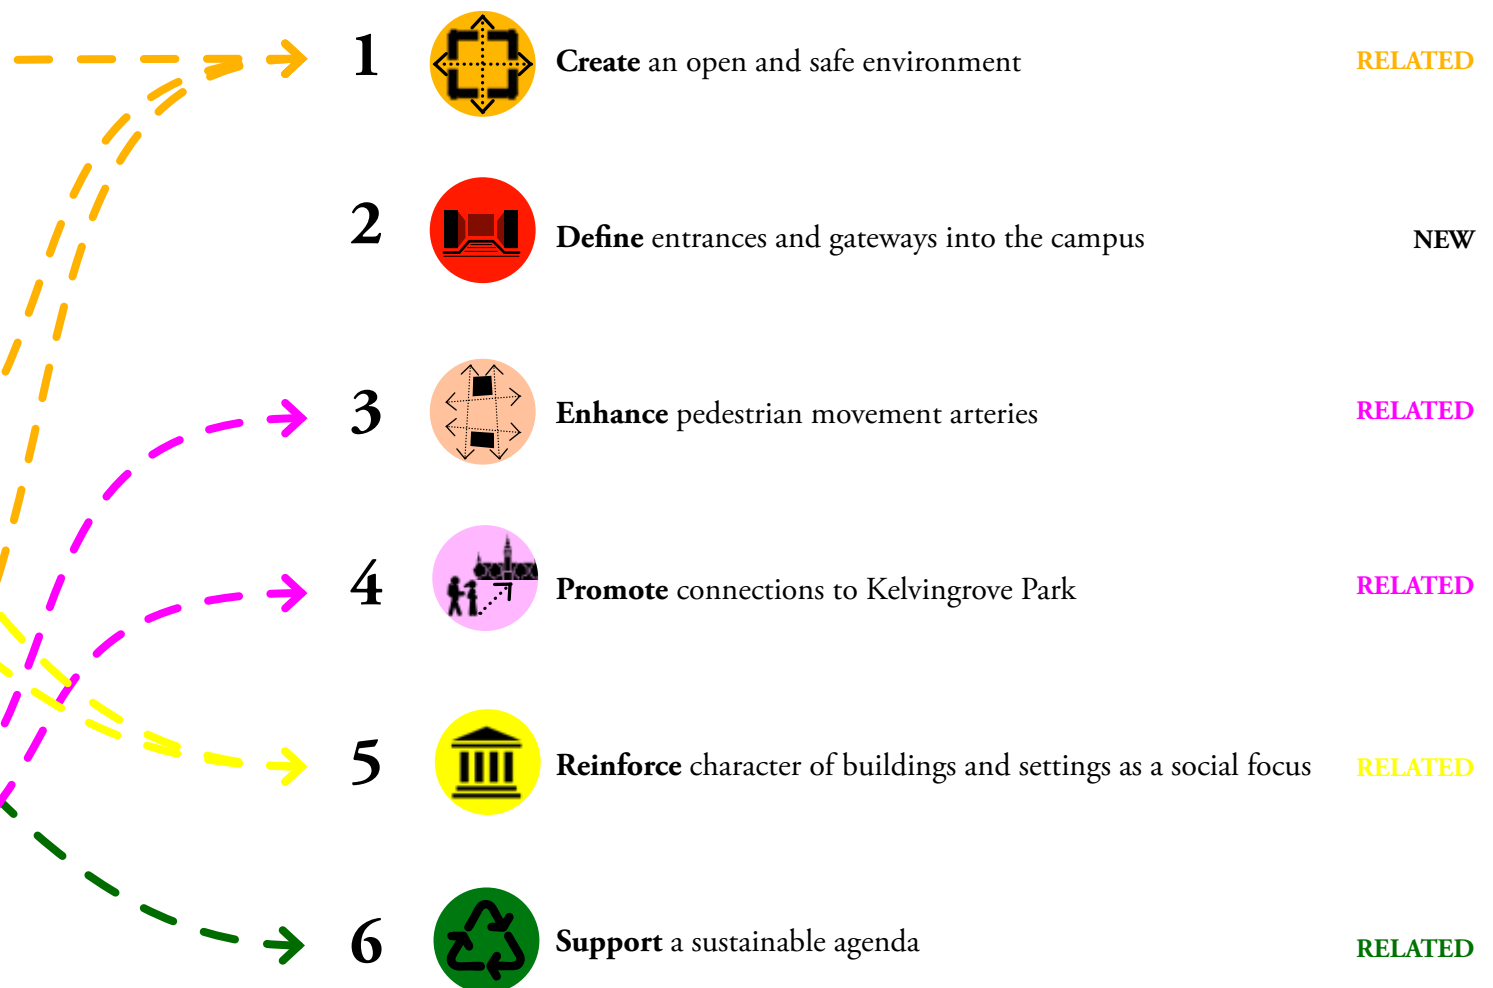 1 Create an open and safe environment RELATED
2 Define entrances and gateways into the campus NEW
3 Enhance pedestrian movement arteries RELATED
4 Promote connections to Kelvingrove Park RELATED
5 Reinforce character of buildings and settings as a social focus RELATED
6 Support a sustainable agenda RELATED